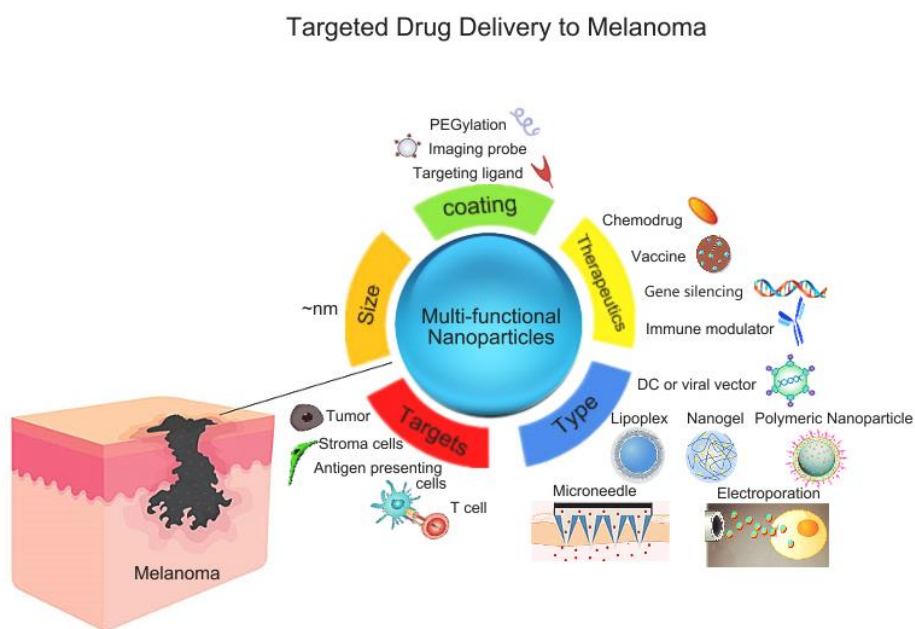 Targeted Drug Delivery to Melanoma
PEGylation
Imaging probe
Targeting ligand
coating
Chemodrug
Vaccine
Gene silencing
Immune modulator
DC or viral vector
Therapeutics
Size
~nm
Multi-functional
Nanoparticles
Targets
Type
Tumor
Stroma cells
Antigen presenting
cells
T cell
Lipoplex
Nanogel
Polymeric Nanoparticle
Microneedle
Electroporation
Melanoma